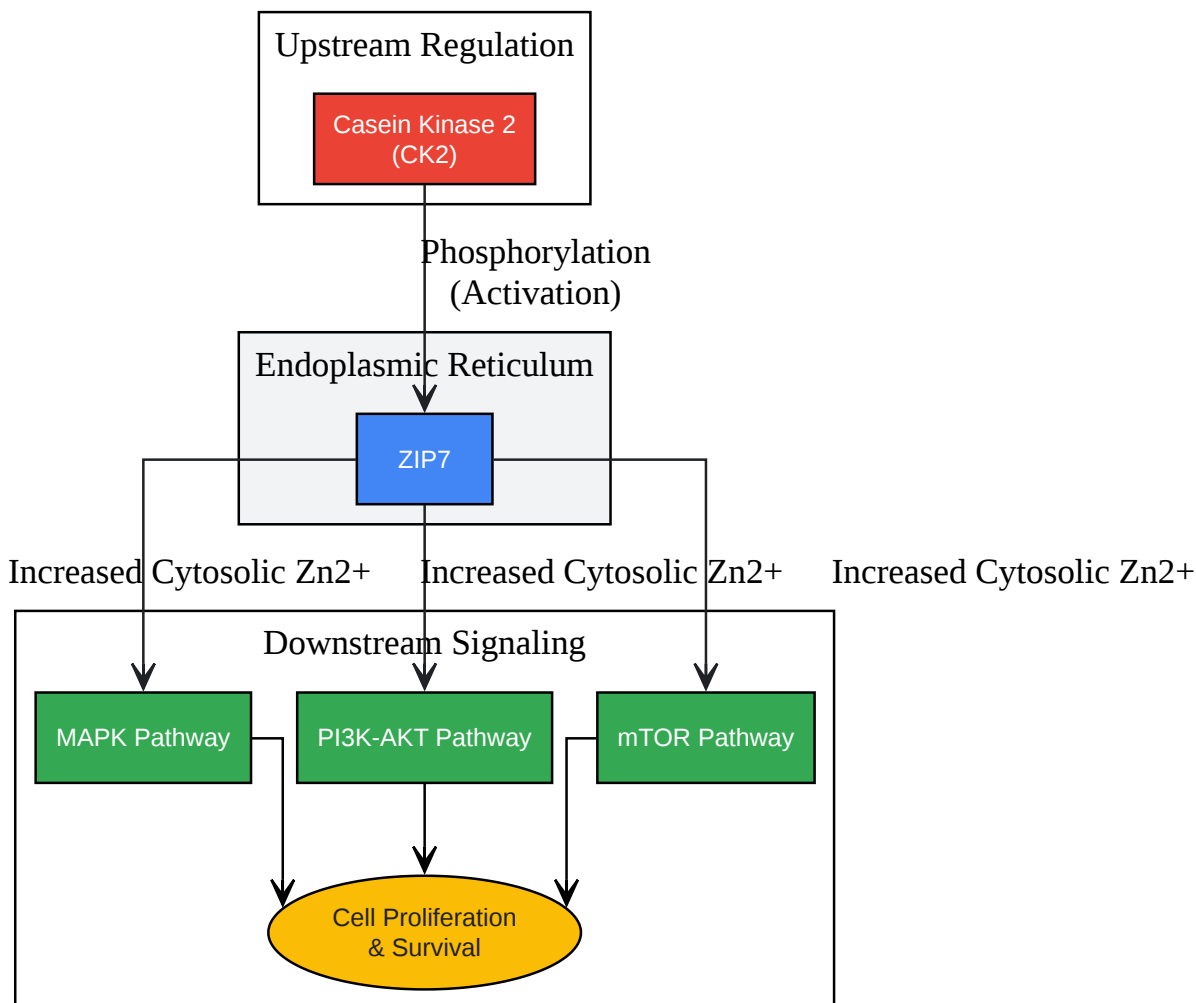 Upstream Regulation
Casein Kinase 2
(CK2)
Phosphorylation
(Activation)
Endoplasmic Reticulum
ZIP7
Increased Cytosolic Zn2+
Increased Cytosolic Zn2+
Increased Cytosolic Zn2+
Downstream Signaling
MAPK Pathway
PI3K-AKT Pathway
mTOR Pathway
Cell Proliferation
& Survival